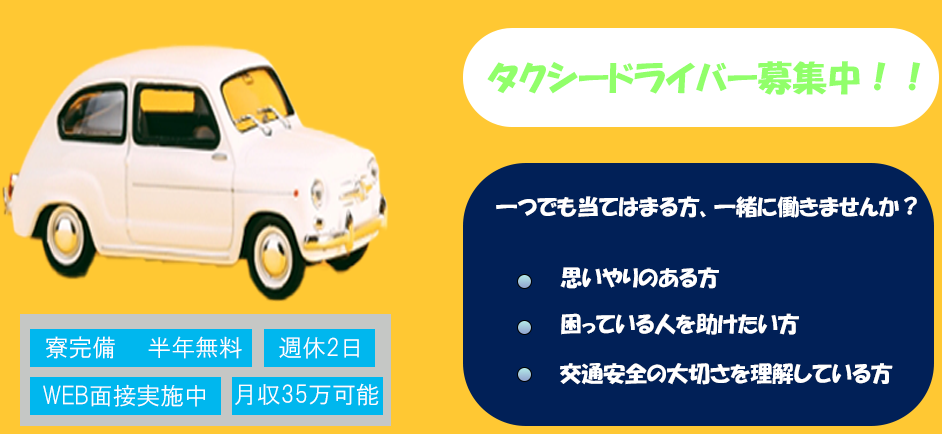 タクシードライバー募集中！！
一つでも当てはまる方、一緒に働きませんか？
思いやりのある方
困っている人を助けたい方
交通安全の大切さを理解している方
寮完備　半年無料
週休2日
WEB面接実施中
月収35万可能